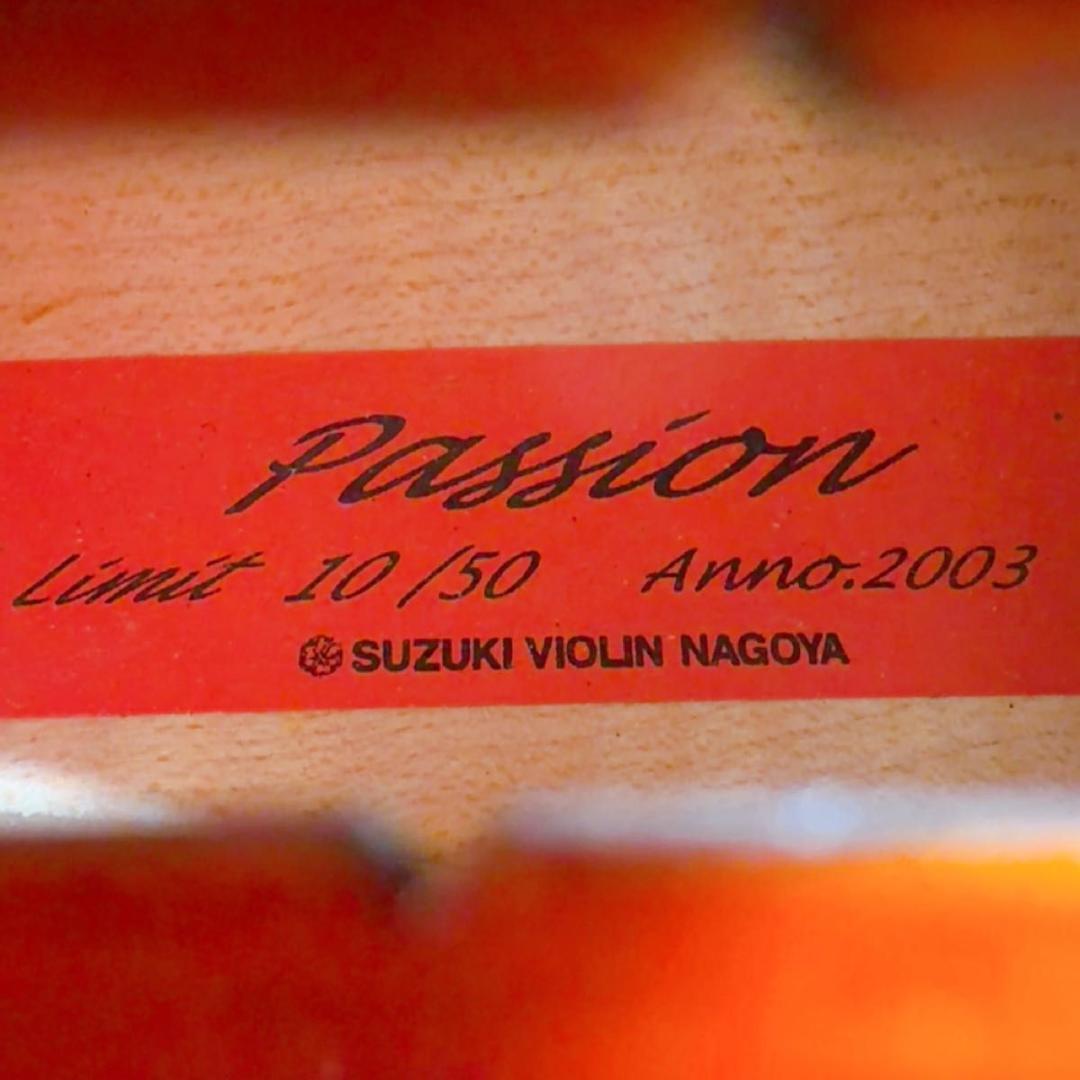 Passion
Limit 10/50 Anno.2003
SUZUKI VIOLIN NAGOYA